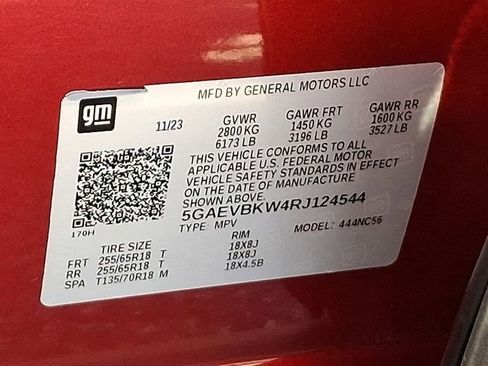 MFD BY GENERAL MOTORS LLC
gm
11/23 GVWR GAWR FRT GAWR RR
2800 KG 1450 KG 1600 KG
6173 LB 3196 LB 3527 LB
THIS VEHICLE CONFORMS TO ALL
APPLICABLE U.S. FEDERAL MOTOR
VEHICLE SAFETY STANDARDS IN EFFECT
ON THE DATE OF MANUFACTURE
SHOWN ABOVE.
5GAEVBKW4RJ124544
170H TYPE: MPV MODEL: 444NC56
TIRE SIZE RIM
FRT 255/65R18 T 18X8J
RR 255/65R18 T 18X8J
SPA T135/70R18 M 18X4.5B